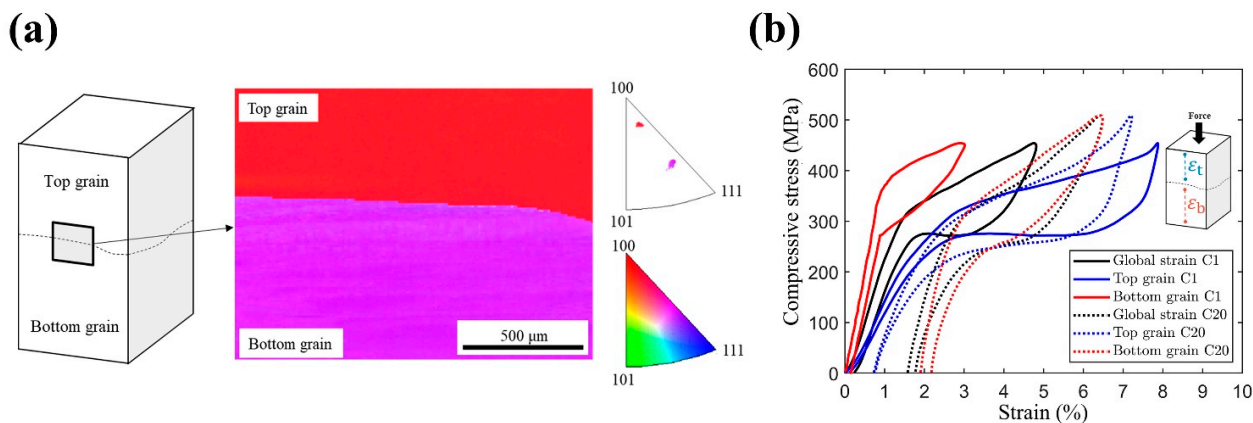 (a)
Top grain
Bottom grain
Top grain
Bottom grain
500 μm
100
111
101
100
111
101
(b)
Compressive stress (MPa)
600
500
400
300
200
100
0
0 1 2 3 4 5 6 7 8 9 10
Strain (%)
Force
εt
εb
Global strain C1
Top grain C1
Bottom grain C1
Global strain C20
Top grain C20
Bottom grain C20